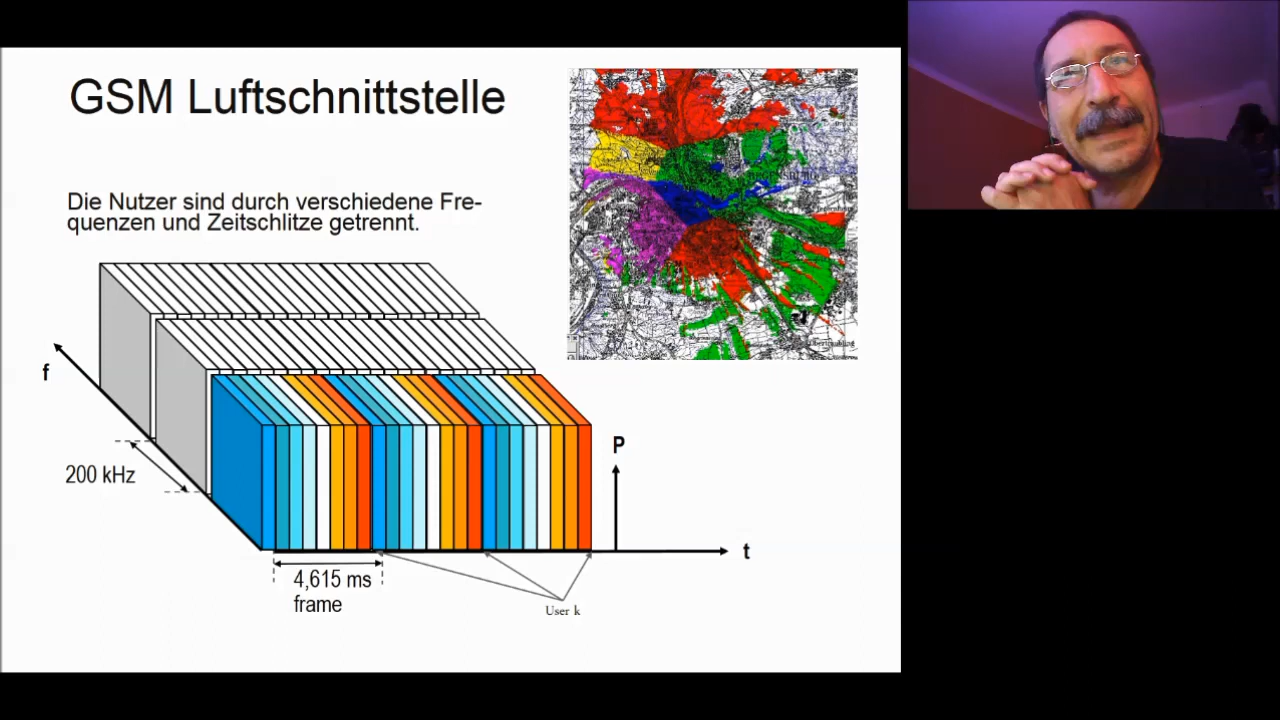 GSM Luftschnittstelle
Die Nutzer sind durch verschiedene Fre-
quenzen und Zeitschlitze getrennt.
f
200 kHz
P
t
4,615 ms
frame
User k